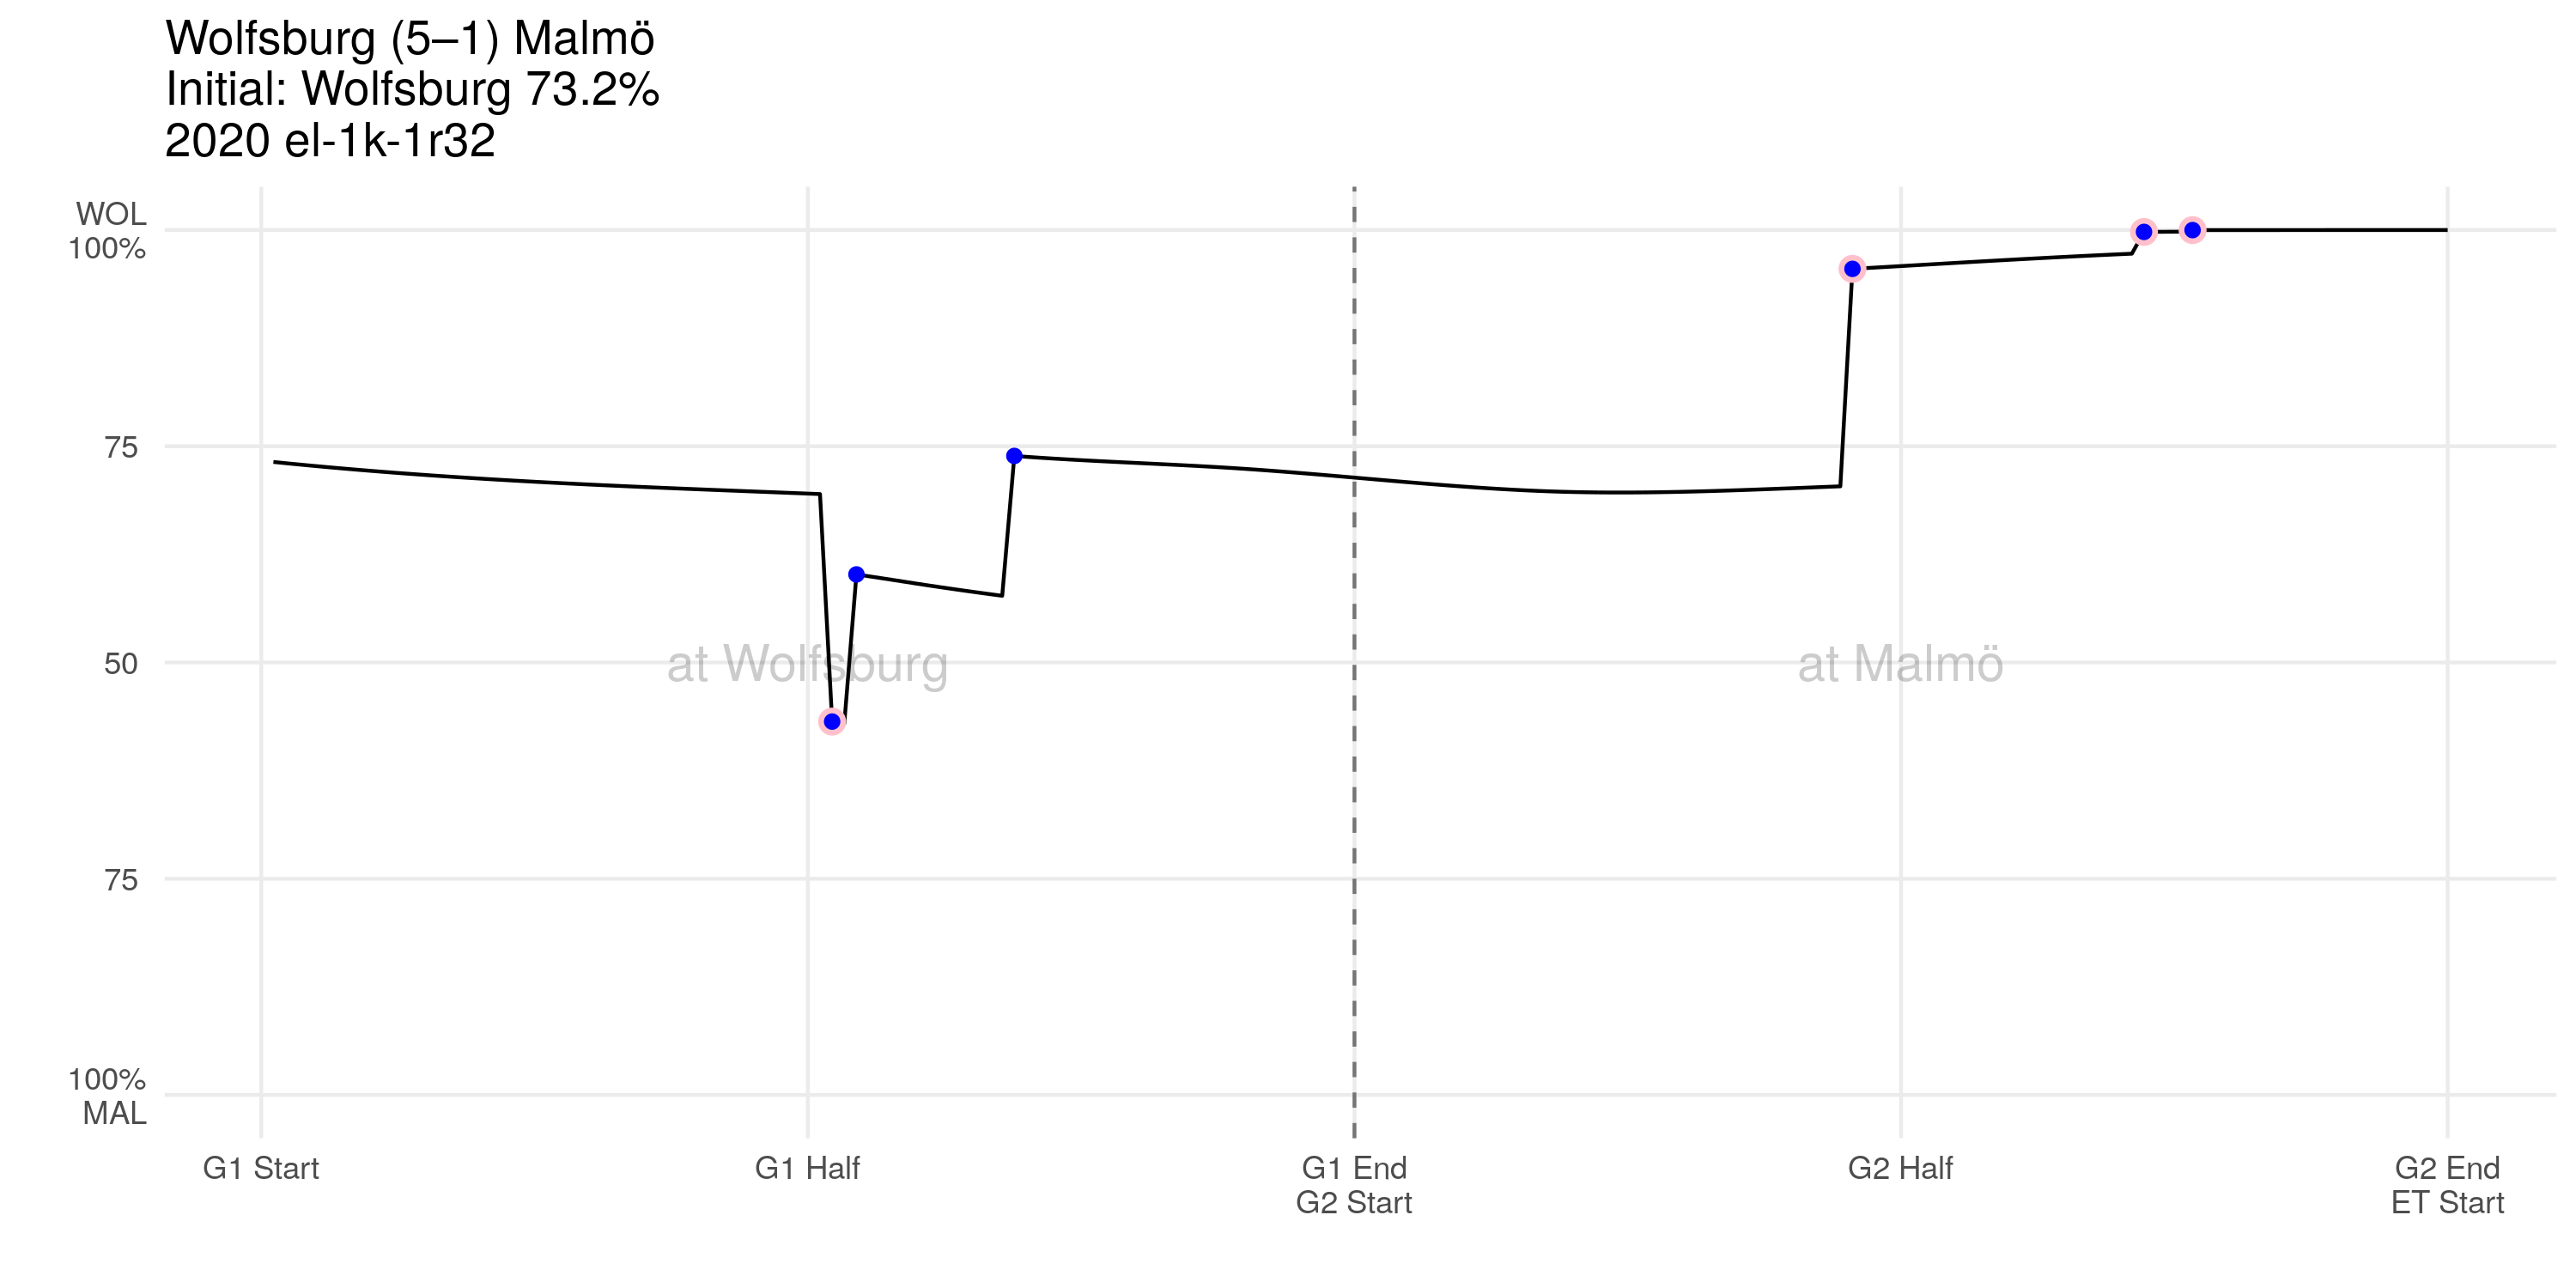 Wolfsburg (5–1) Malmö
Initial: Wolfsburg 73.2%
2020 el-1k-1r32
WOL
100%
75
50
75
100%
MAL
at Wolfsburg
at Malmö
G1 Start
G1 Half
G1 End
G2 Start
G2 Half
G2 End
ET Start